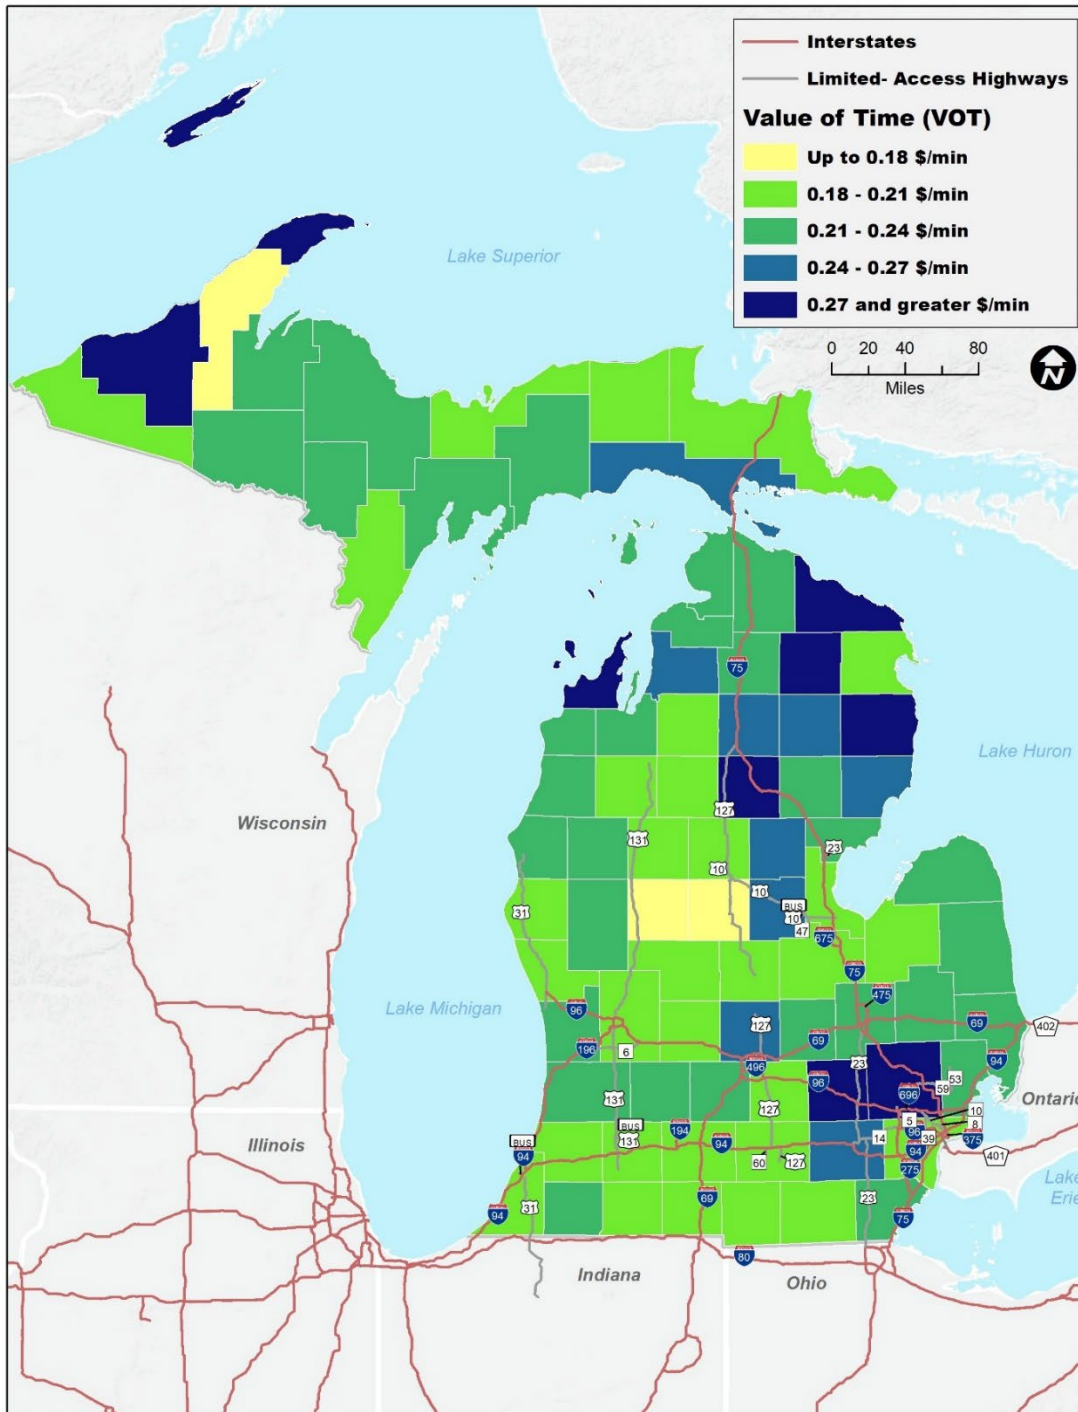 Interstates
Limited- Access Highways
Value of Time (VOT)
Up to 0.18 $/min
0.18 - 0.21 $/min
0.21 - 0.24 $/min
0.24 - 0.27 $/min
0.27 and greater $/min
0 20 40 80
Miles
N
Lake Superior
75
Lake Huron
Wisconsin
127
131
23
10
10
31
BUS
10
47
675
75
475
Lake Michigan
96
127
69
69
402
196
6
23
94
496
96
53
59
696
131
127
10
Ontario
5
8
BUS
194
Illinois
131
94
14
96
39
375
BUS
94
60
127
94
401
275
Lake
Erie
69
23
31
94
75
80
Indiana
Ohio